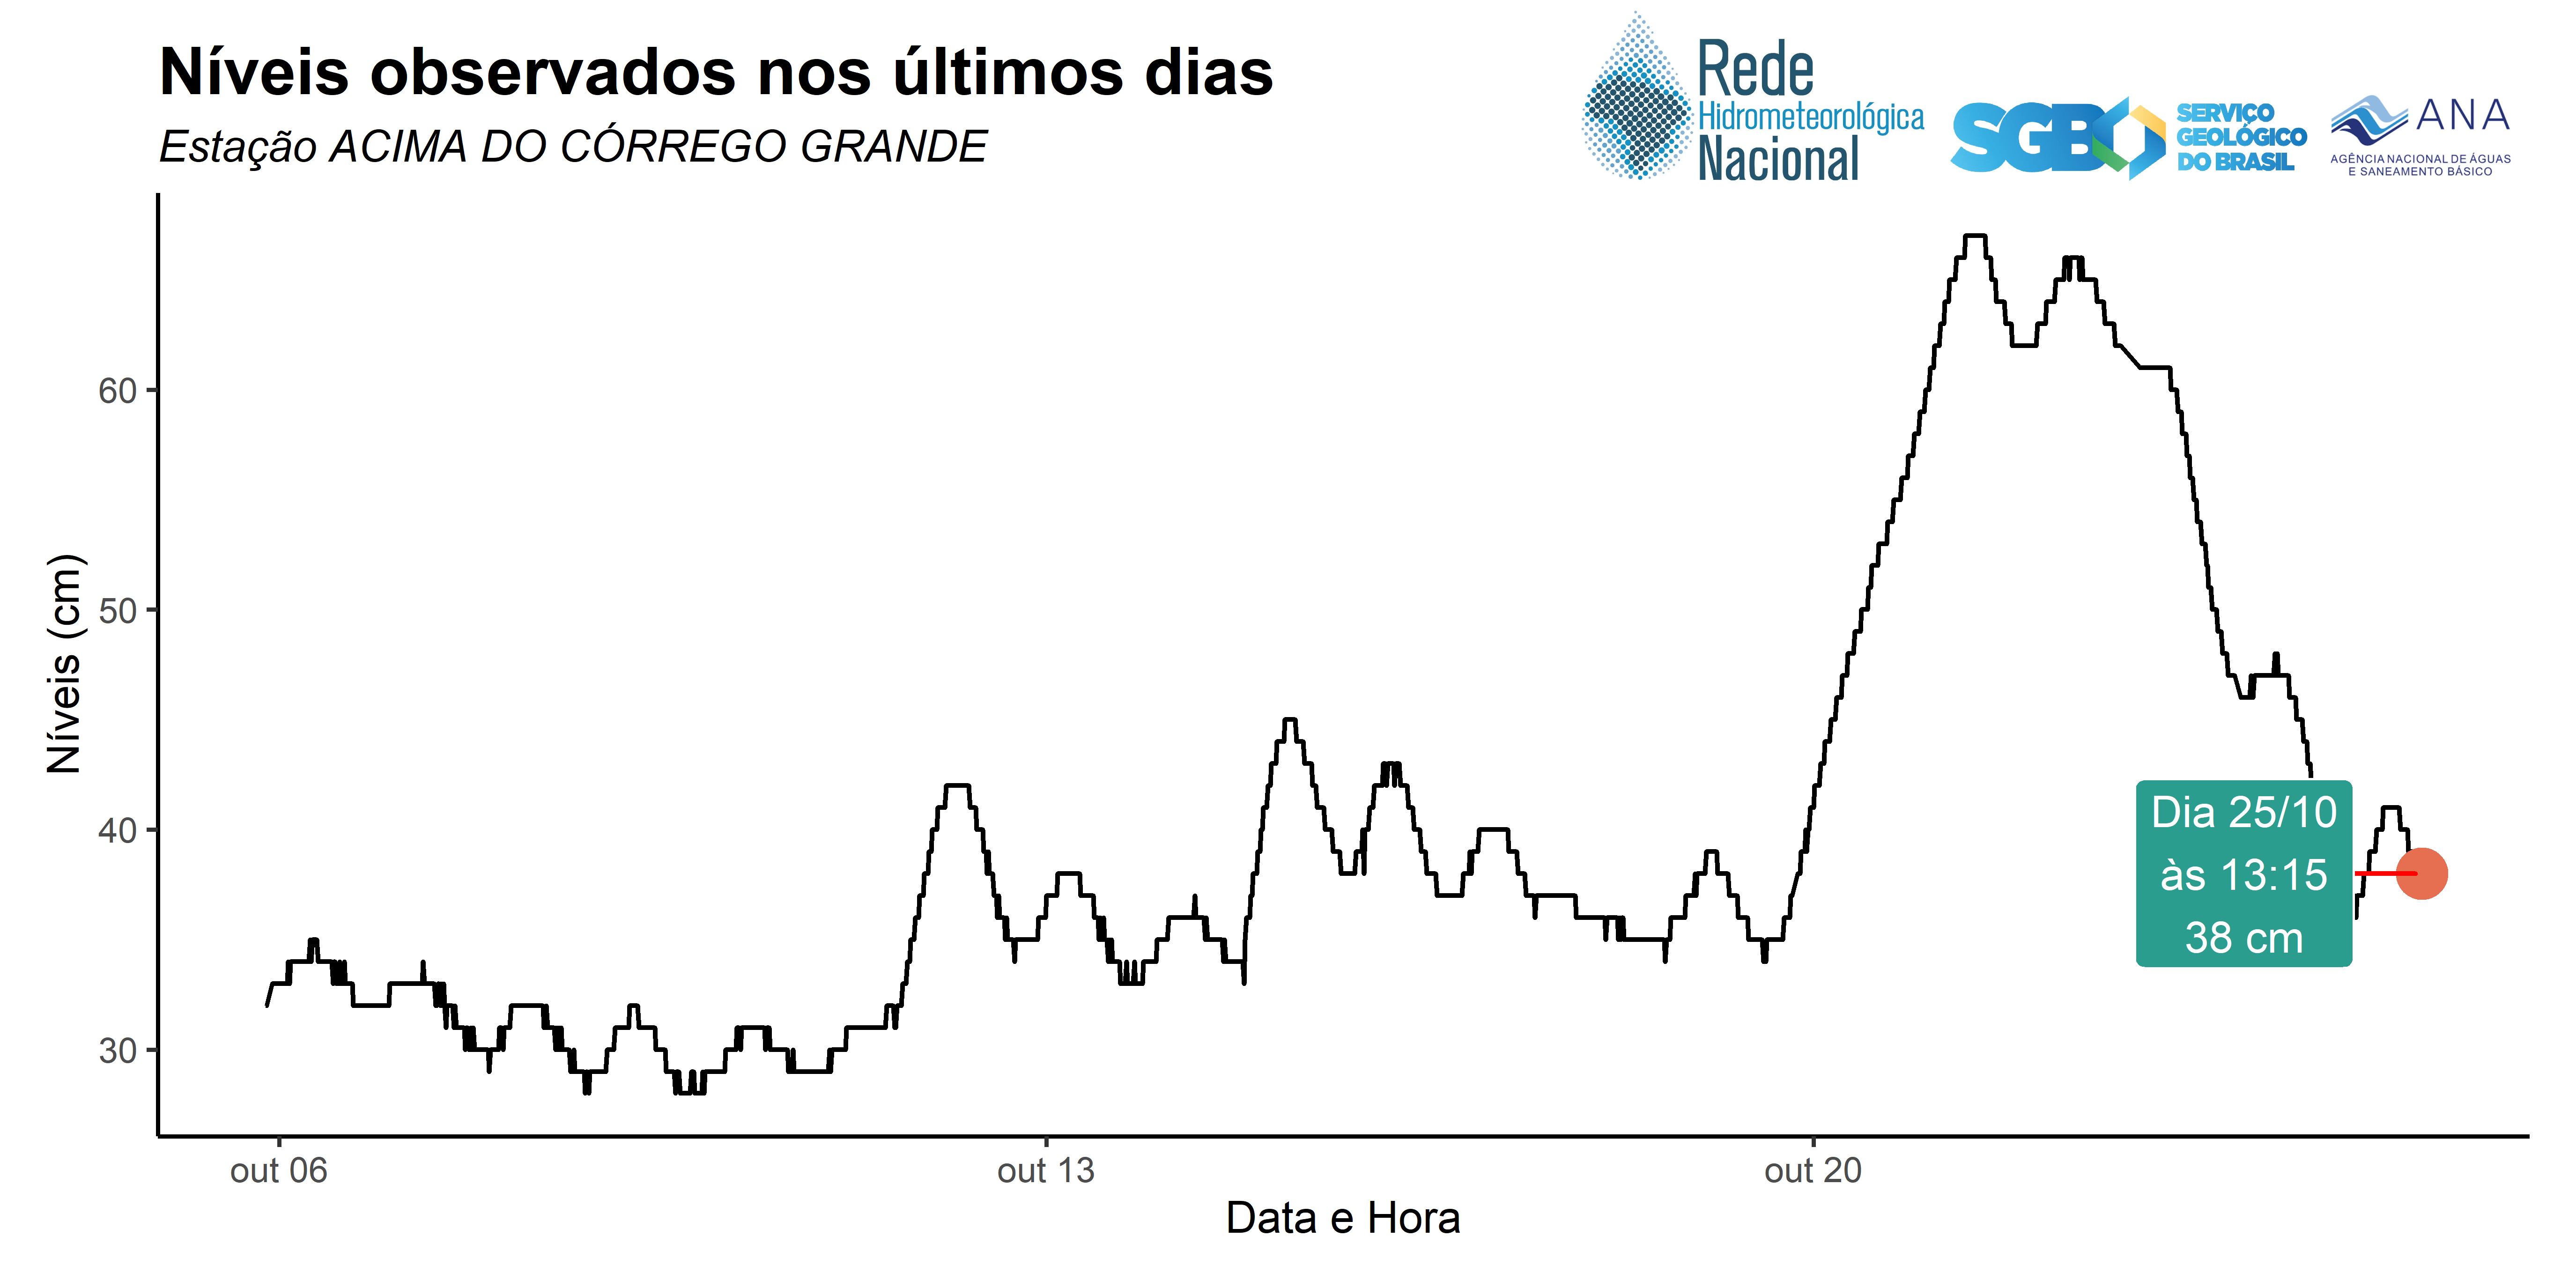 Níveis observados nos últimos dias
Estação ACIMA DO CÓRREGO GRANDE
Rede
Hidrometeorológica
Nacional
SGB
SERVIÇO
GEOLÓGICO
DO BRASIL
ANA
AGÊNCIA NACIONAL DE ÁGUAS
E SANEAMENTO BÁSICO
Níveis (cm)
60
50
40
30
Dia 25/10
às 13:15
38 cm
out 06
out 13
out 20
Data e Hora